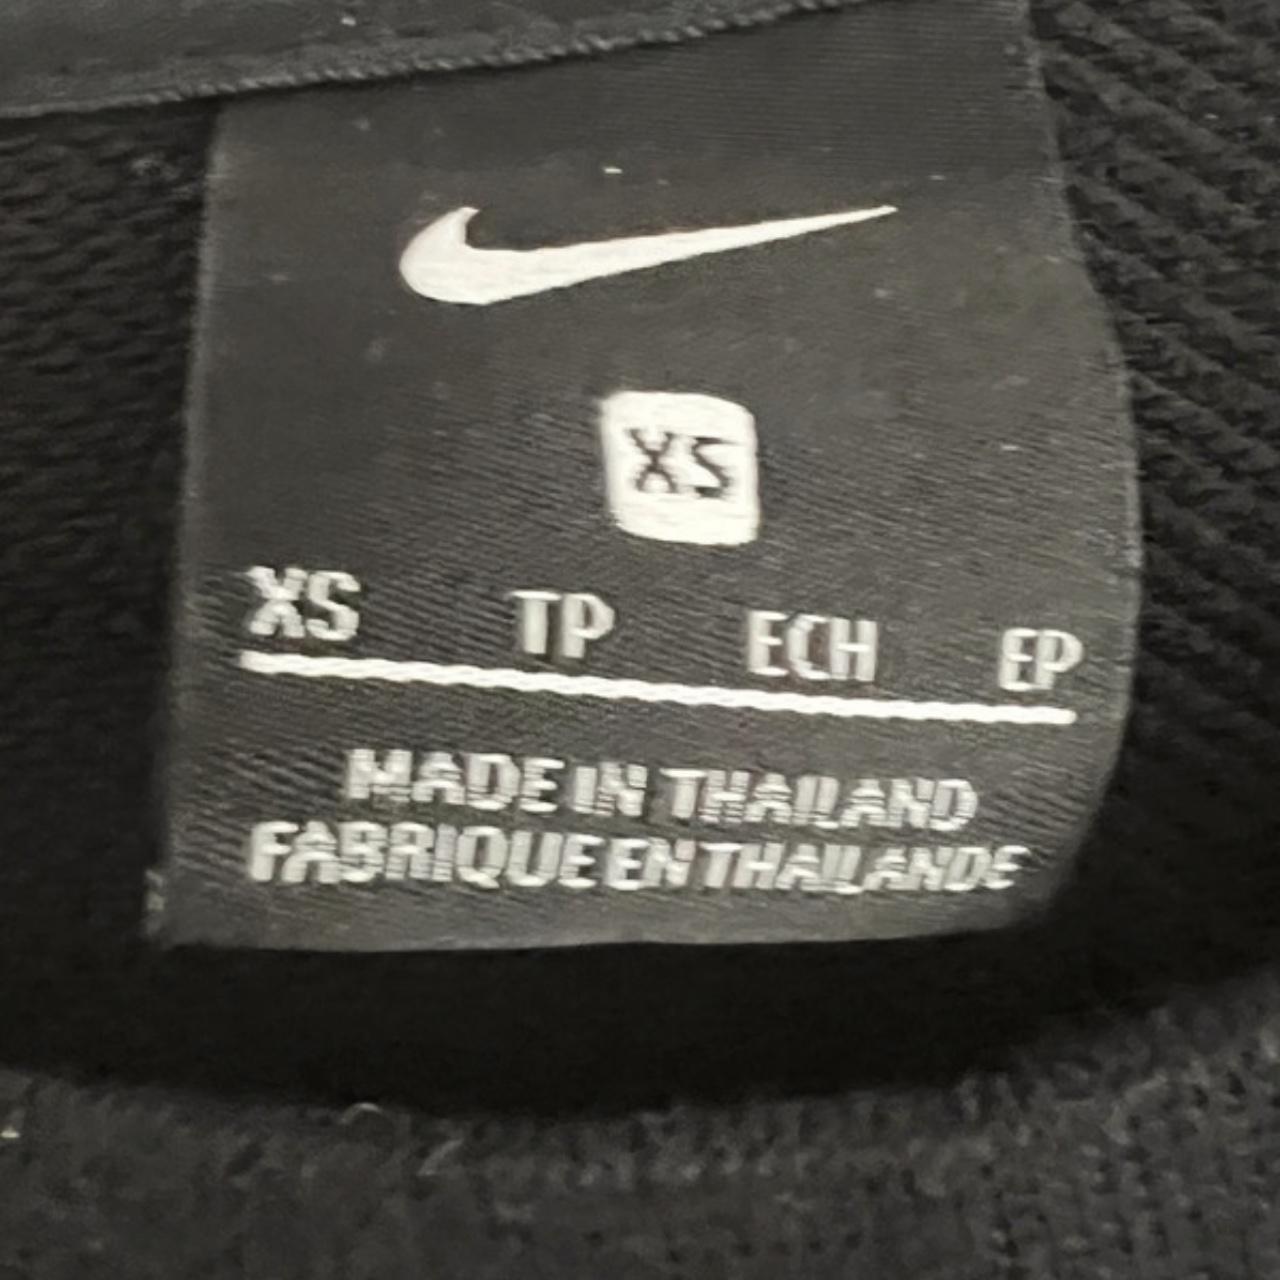 XS
XS TP ECH EP
MADE IN THAILAND
FABRIQUE EN THAILANDE